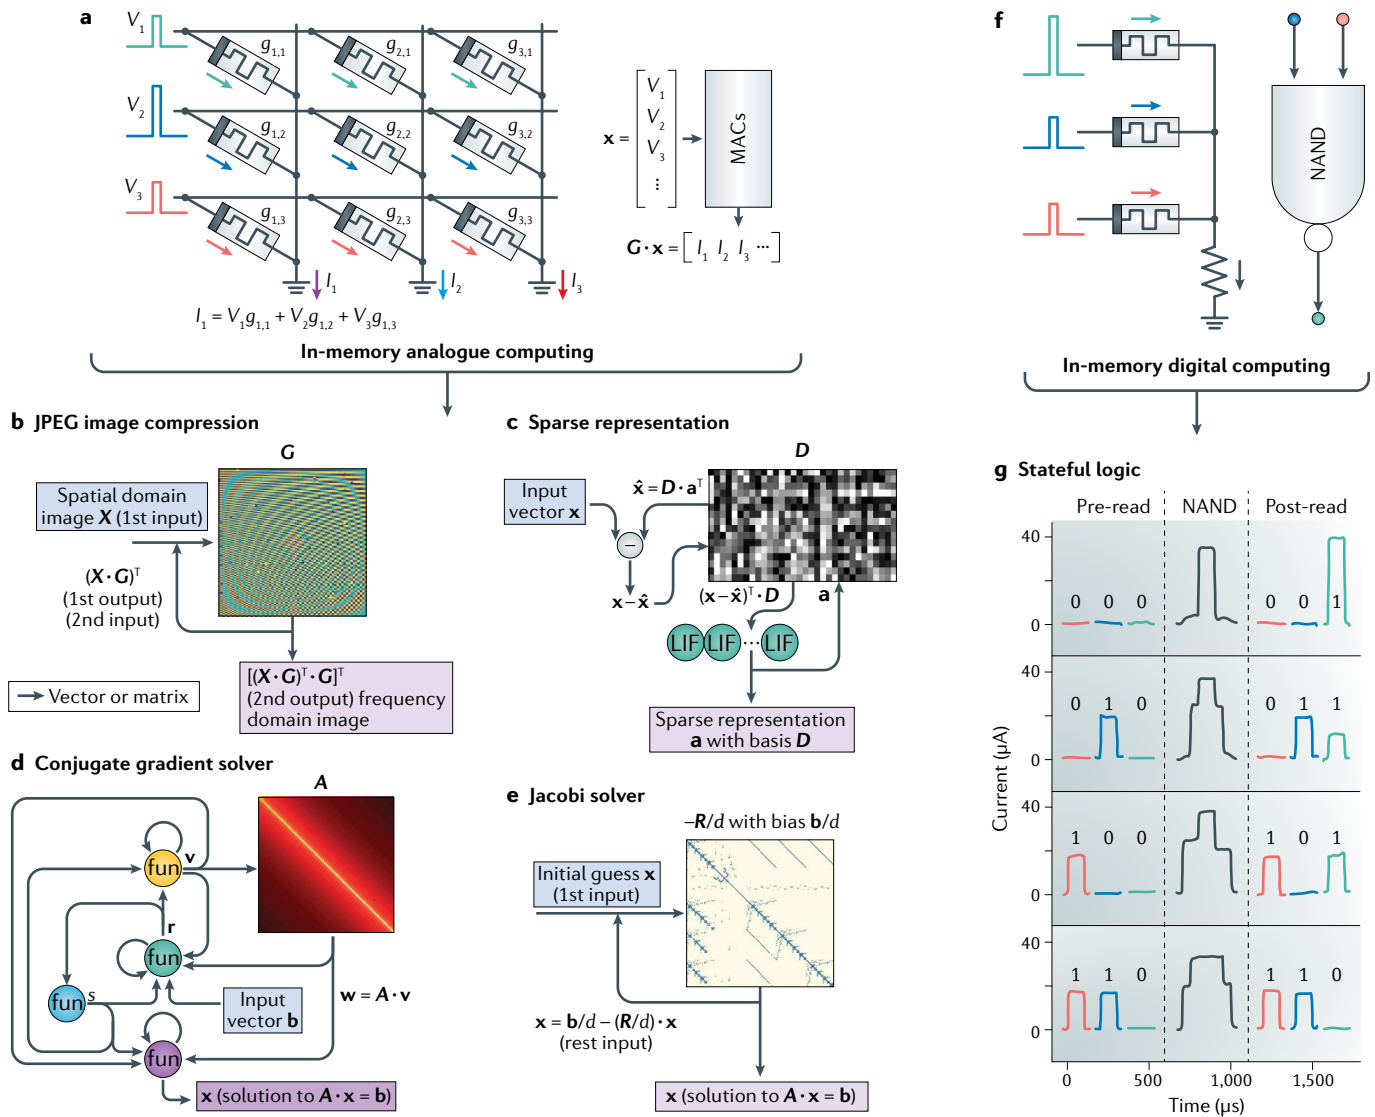 a
V1
g1,1
g2,1
g3,1
V2
g1,2
g2,2
g3,2
V3
g1,3
g2,3
g3,3
I1
I2
I3
I1 = V1g1,1 + V2g1,2 + V3g1,3
x =
V1
V2
V3
⋮
MACs
G · x = [ I1 I2 I3 ··· ]
In-memory analogue computing
f
NAND
In-memory digital computing
b JPEG image compression
G
Spatial domain
image X (1st input)
(X · G)T
(1st output)
(2nd input)
[(X · G)T · G]T
(2nd output) frequency
domain image
Vector or matrix
c Sparse representation
D
Input
vector x
x̂ = D · aT
−
x − x̂
(x − x̂)T · D
a
LIF LIF ··· LIF
Sparse representation
a with basis D
d Conjugate gradient solver
A
fun
v
r
fun
fun
s
Input
vector b
w = A · v
fun
x (solution to A · x = b)
e Jacobi solver
−R/d with bias b/d
Initial guess x
(1st input)
x = b/d − (R/d) · x
(rest input)
x (solution to A · x = b)
g Stateful logic
Pre-read NAND Post-read
40
0 0 0 0 0 1
0
40
0 1 0 0 1 1
0
40
1 0 0 1 0 1
0
40
1 1 0 1 1 0
0
Current (µA)
0 500 1,000 1,500
Time (µs)